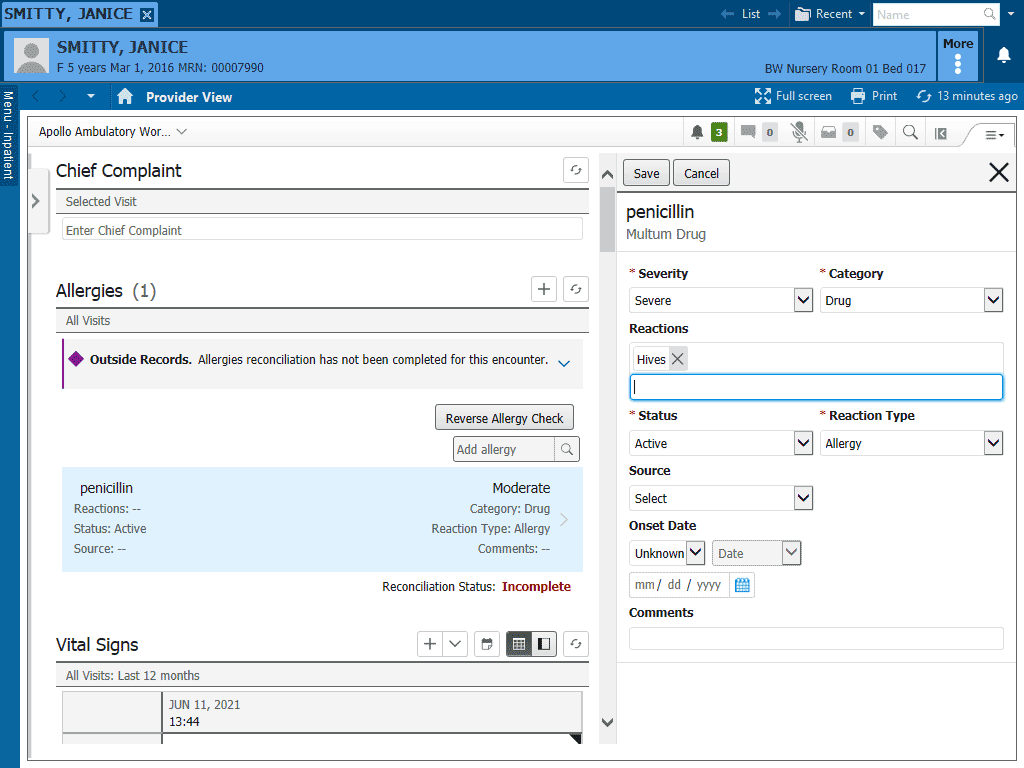 SMITTY, JANICE
List
Recent
Name
SMITTY, JANICE
F 5 years Mar 1, 2016 MRN: 00007990
BW Nursery Room 01 Bed 017
More
Menu - Inpatient
Provider View
Full screen
Print
13 minutes ago
Apollo Ambulatory Wor...
3
0
0
Chief Complaint
Selected Visit
Enter Chief Complaint
Allergies (1)
All Visits
Outside Records. Allergies reconciliation has not been completed for this encounter.
Reverse Allergy Check
Add allergy
penicillin Moderate
Reactions: -- Category: Drug
Status: Active Reaction Type: Allergy
Source: -- Comments: --
Reconciliation Status: Incomplete
Vital Signs
All Visits: Last 12 months
JUN 11, 2021
13:44
Save Cancel
penicillin
Multum Drug
* Severity * Category
Severe Drug
Reactions
Hives
* Status * Reaction Type
Active Allergy
Source
Select
Onset Date
Unknown Date
mm / dd / yyyy
Comments